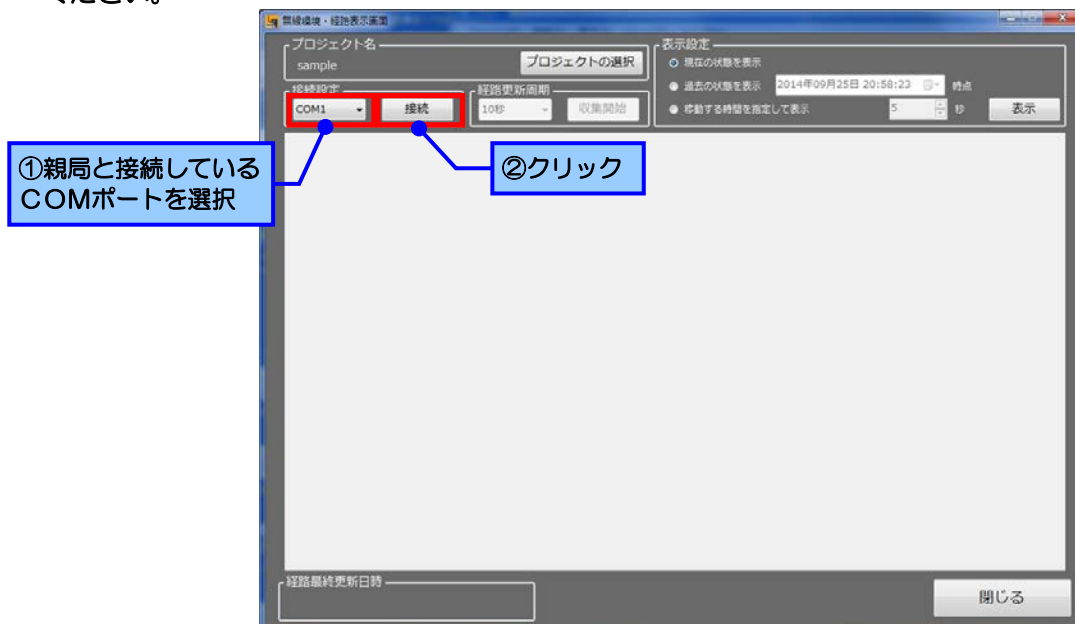 ください。
無線環境・経路表示画面
プロジェクト名
sample
プロジェクトの選択
接続設定
COM1
接続
経路更新周期
10秒
収集開始
表示設定
現在の状態を表示
過去の状態を表示 2014年09月25日 20:58:23 時点
移動する時間を指定して表示 5 秒
表示
①親局と接続している
COMポートを選択
②クリック
経路最終更新日時
閉じる